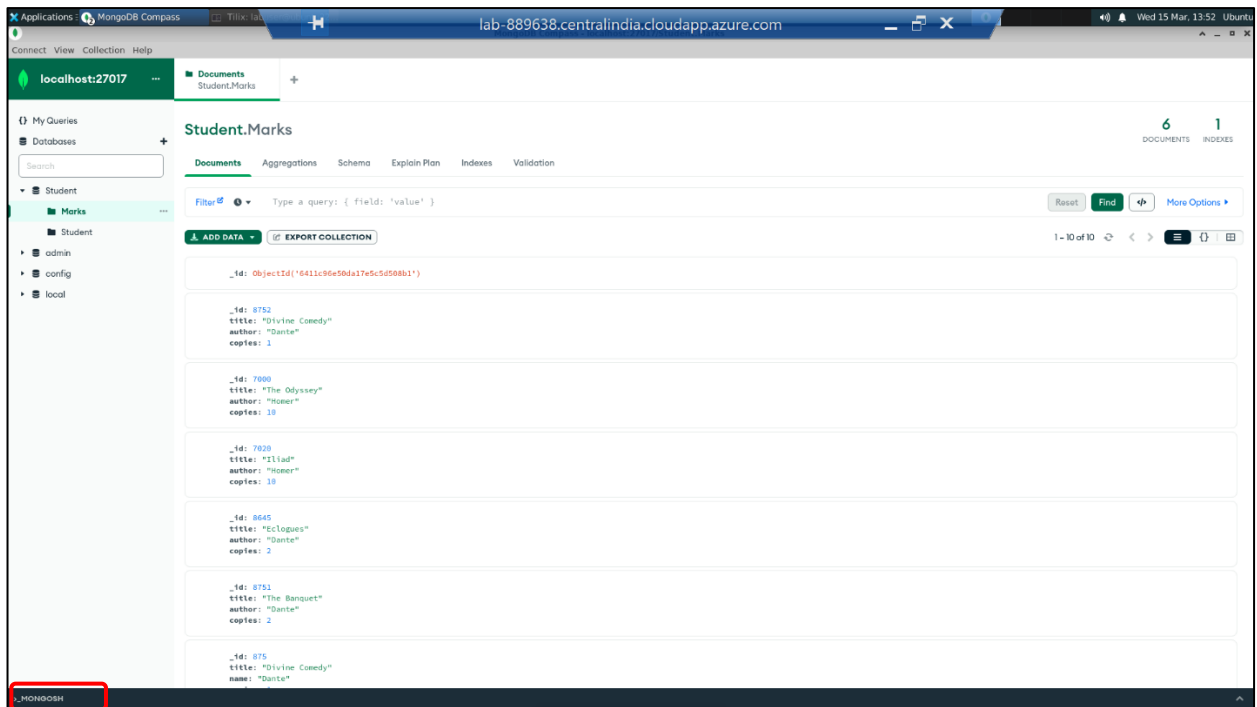 Applications
MongoDB Compass
Tilix: lab
lab-889638.centralindia.cloudapp.azure.com
Wed 15 Mar, 13:52 Ubuntu
Connect View Collection Help
localhost:27017 ...
Documents
Student.Marks
+
{} My Queries
Databases +
Search
Student
Marks ...
Student
admin
config
local
Student.Marks
6
DOCUMENTS
1
INDEXES
Documents Aggregations Schema Explain Plan Indexes Validation
Filter Type a query: { field: 'value' }
Reset Find </> More Options
ADD DATA EXPORT COLLECTION
1 – 10 of 10 < > {}
_id: ObjectId('6411c96e50da17e5c5d508b1')
_id: 8752
title: "Divine Comedy"
author: "Dante"
copies: 1
_id: 7000
title: "The Odyssey"
author: "Homer"
copies: 10
_id: 7020
title: "Iliad"
author: "Homer"
copies: 10
_id: 8645
title: "Eclogues"
author: "Dante"
copies: 2
_id: 8751
title: "The Banquet"
author: "Dante"
copies: 2
_id: 875
title: "Divine Comedy"
name: "Dante"
>_MONGOSH